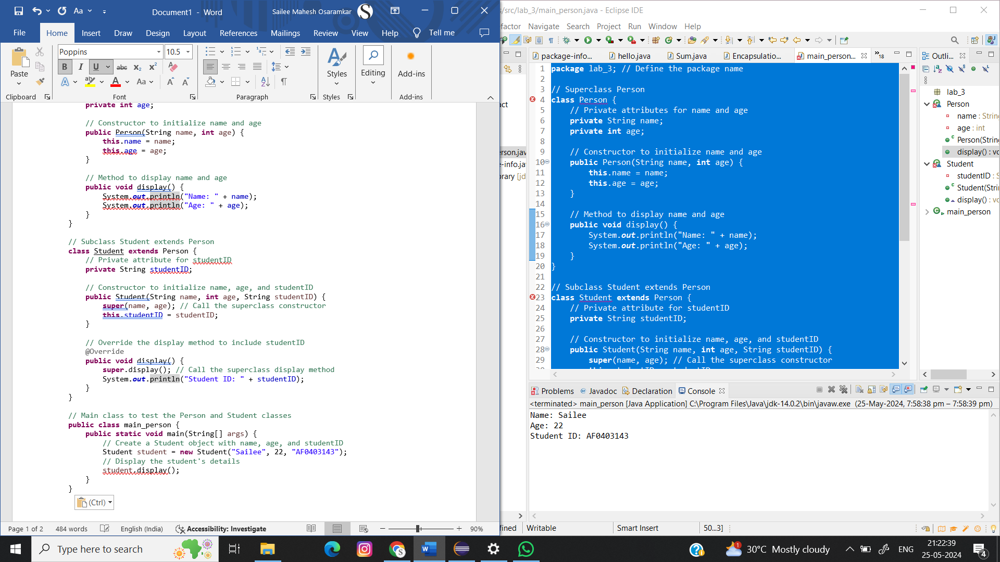 Document1 - Word
Sailee Mahesh Osaramkar
File Home Insert Draw Design Layout References Mailings Review View Help Tell me
Paste
Clipboard
Poppins 10.5
Font
Paragraph
Styles
Styles
Editing
Add-ins
Add-ins
private int age;
// Constructor to initialize name and age
public Person(String name, int age) {
this.name = name;
this.age = age;
}
// Method to display name and age
public void display() {
System.out.println("Name: " + name);
System.out.println("Age: " + age);
}
}
// Subclass Student extends Person
class Student extends Person {
// Private attribute for studentID
private String studentID;
// Constructor to initialize name, age, and studentID
public Student(String name, int age, String studentID) {
super(name, age); // Call the superclass constructor
this.studentID = studentID;
}
// Override the display method to include studentID
@Override
public void display() {
super.display(); // Call the superclass display method
System.out.println("Student ID: " + studentID);
}
}
// Main class to test the Person and Student classes
public class main_person {
public static void main(String[] args) {
// Create a Student object with name, age, and studentID
Student student = new Student("Sailee", 22, "AF0403143");
// Display the student's details
student.display();
}
}
(Ctrl)
Page 1 of 2 484 words English (India) Accessibility: Investigate 90%
s/src/lab_3/main_person.java - Eclipse IDE
efactor Navigate Search Project Run Window Help
package-info... hello.java Sum.java Encapsulatio... main_person... »18
act
erson.jav
e-info.ja
brary [jd
1 package lab_3; // Define the package name
2
3 // Superclass Person
4 class Person {
5 // Private attributes for name and age
6 private String name;
7 private int age;
8
9 // Constructor to initialize name and age
10 public Person(String name, int age) {
11 this.name = name;
12 this.age = age;
13 }
14
15 // Method to display name and age
16 public void display() {
17 System.out.println("Name: " + name);
18 System.out.println("Age: " + age);
19 }
20 }
21
22 // Subclass Student extends Person
23 class Student extends Person {
24 // Private attribute for studentID
25 private String studentID;
26
27 // Constructor to initialize name, age, and studentID
28 public Student(String name, int age, String studentID) {
29 super(name, age); // Call the superclass constructor
Outli...
lab_3
Person
name : String
age : int
Person(Strin
display() : vo
Student
studentID : S
Student(Stri
display() : vo
main_person
Problems @ Javadoc Declaration Console
<terminated> main_person [Java Application] C:\Program Files\Java\jdk-14.0.2\bin\javaw.exe (25-May-2024, 7:58:38 pm – 7:58:39 pm)
Name: Sailee
Age: 22
Student ID: AF0403143
fined Writable Smart Insert 50...3]
Type here to search
30°C Mostly cloudy
ENG
21:22:39
25-05-2024
4